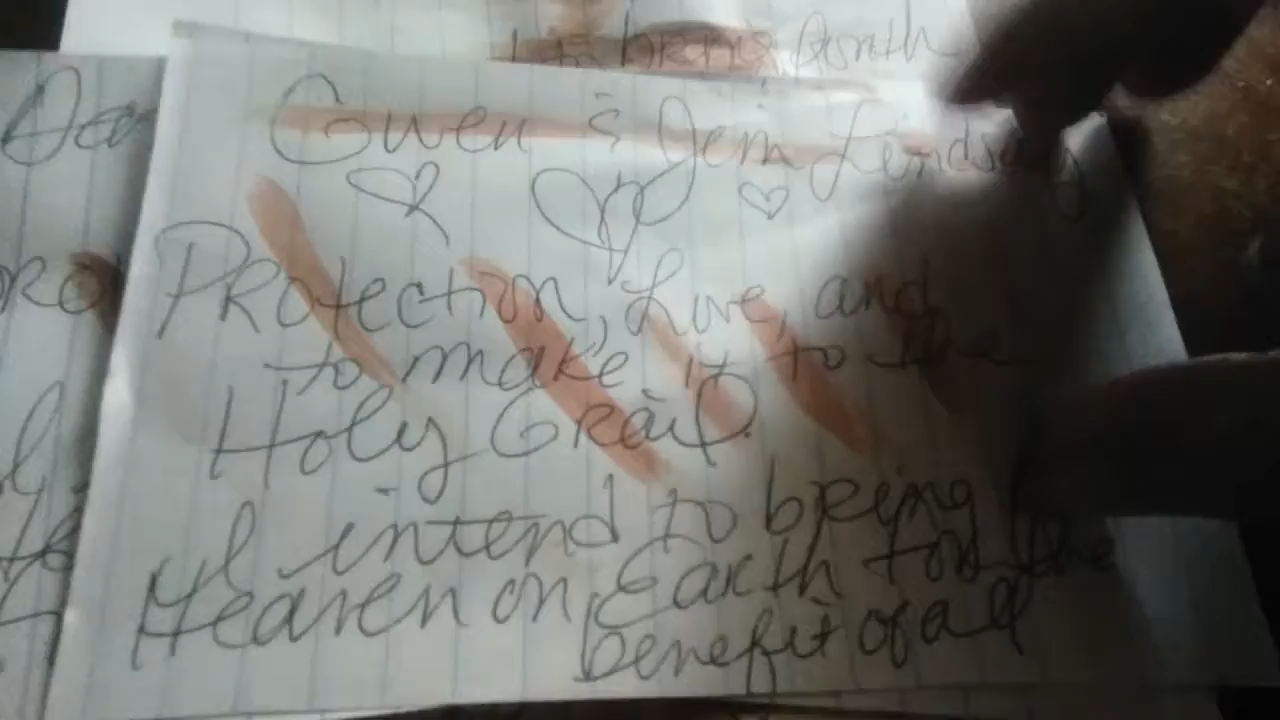 Gwen & Jem Lindsey
Protection, Love, and
to make it to the
Holy Grail.
I intend to bring
Heaven on Earth for the
benefit of all